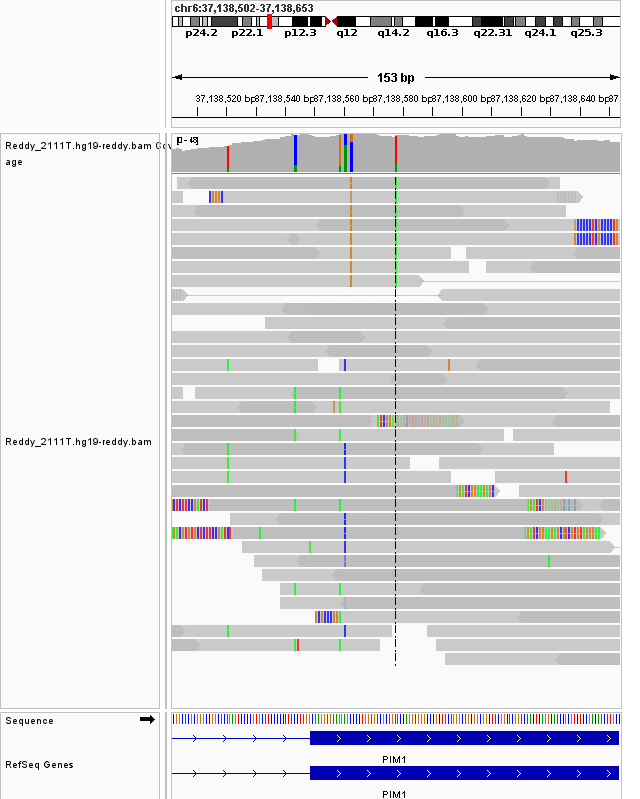 chr6:37,138,502-37,138,653
p24.2 p22.1 p12.3 q12 q14.2 q16.3 q22.31 q24.1 q25.3
153 bp
37,138,520 bp 37,138,540 bp 37,138,560 bp 37,138,580 bp 37,138,600 bp 37,138,620 bp 37,138,640 bp 37
Reddy_2111T.hg19-reddy.bam Cov
age
Reddy_2111T.hg19-reddy.bam
Sequence
RefSeq Genes
PIM1
PIM1